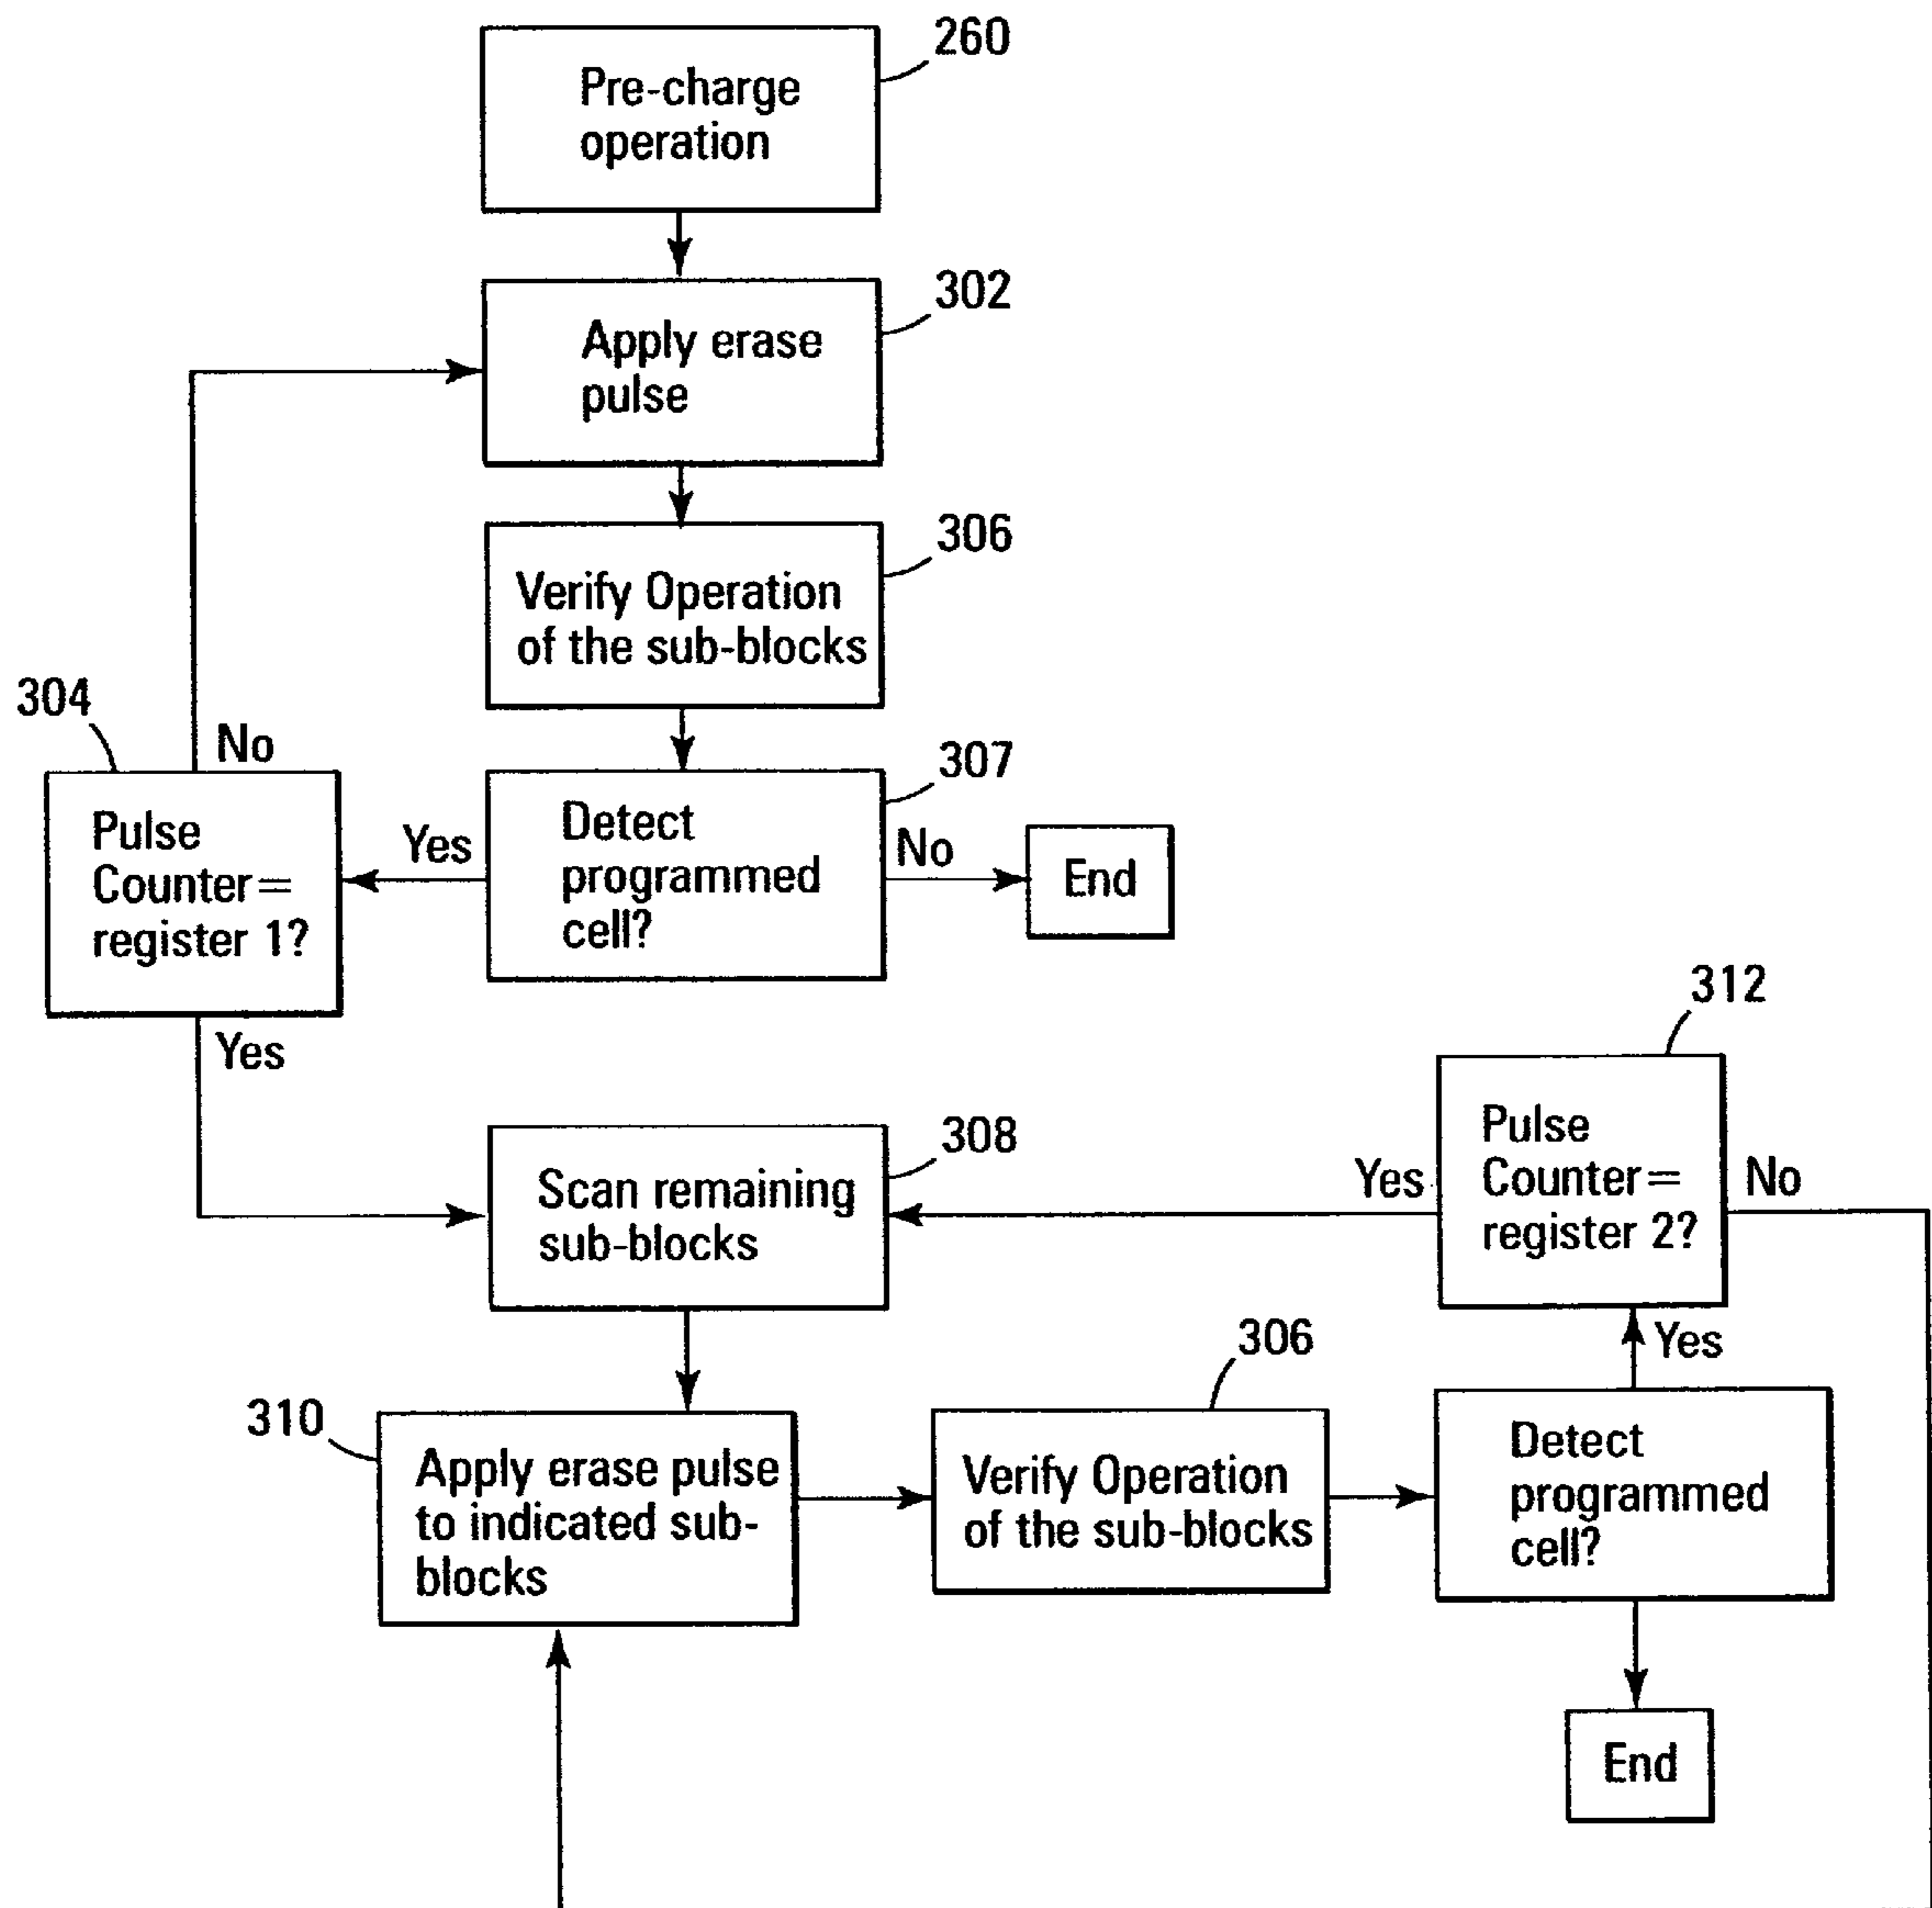 260
Pre-charge
operation
302
Apply erase
pulse
306
Verify Operation
of the sub-blocks
304
No
307
Pulse
Counter=
register 1?
Yes
Detect
programmed
cell?
No
End
Yes
312
308
Scan remaining
sub-blocks
Yes
Pulse
Counter=
register 2?
No
306
Yes
310
Apply erase pulse
to indicated sub-
blocks
Verify Operation
of the sub-blocks
Detect
programmed
cell?
End